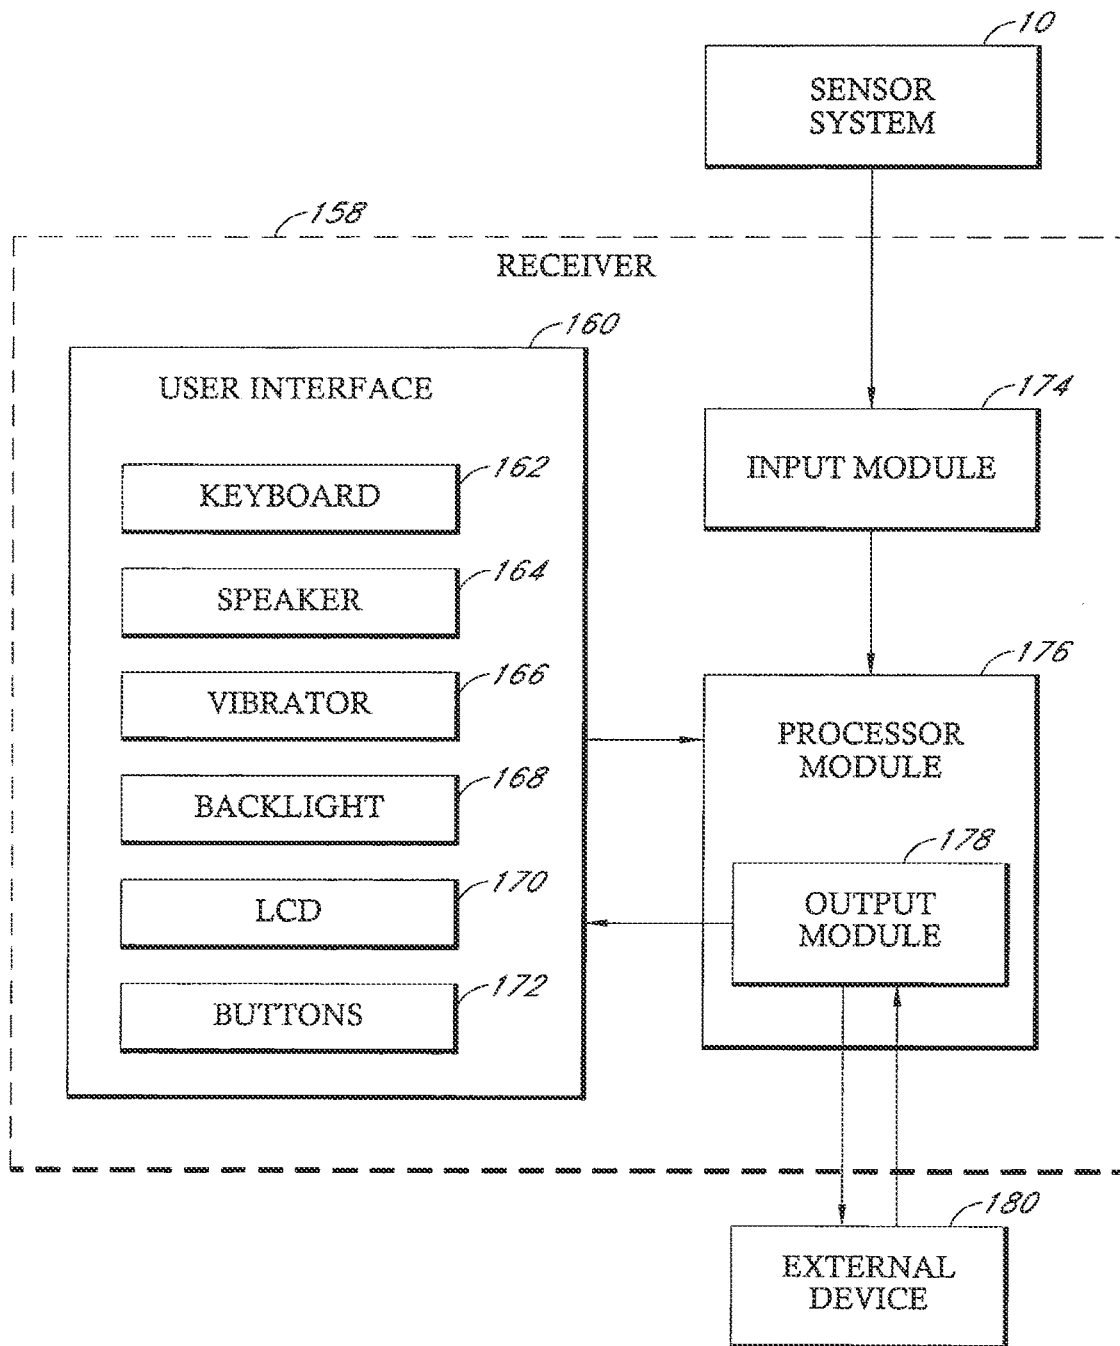 10
SENSOR
SYSTEM
158
RECEIVER
160
USER INTERFACE
174
INPUT MODULE
162
KEYBOARD
164
SPEAKER
166
VIBRATOR
168
BACKLIGHT
170
LCD
172
BUTTONS
176
PROCESSOR
MODULE
178
OUTPUT
MODULE
180
EXTERNAL
DEVICE